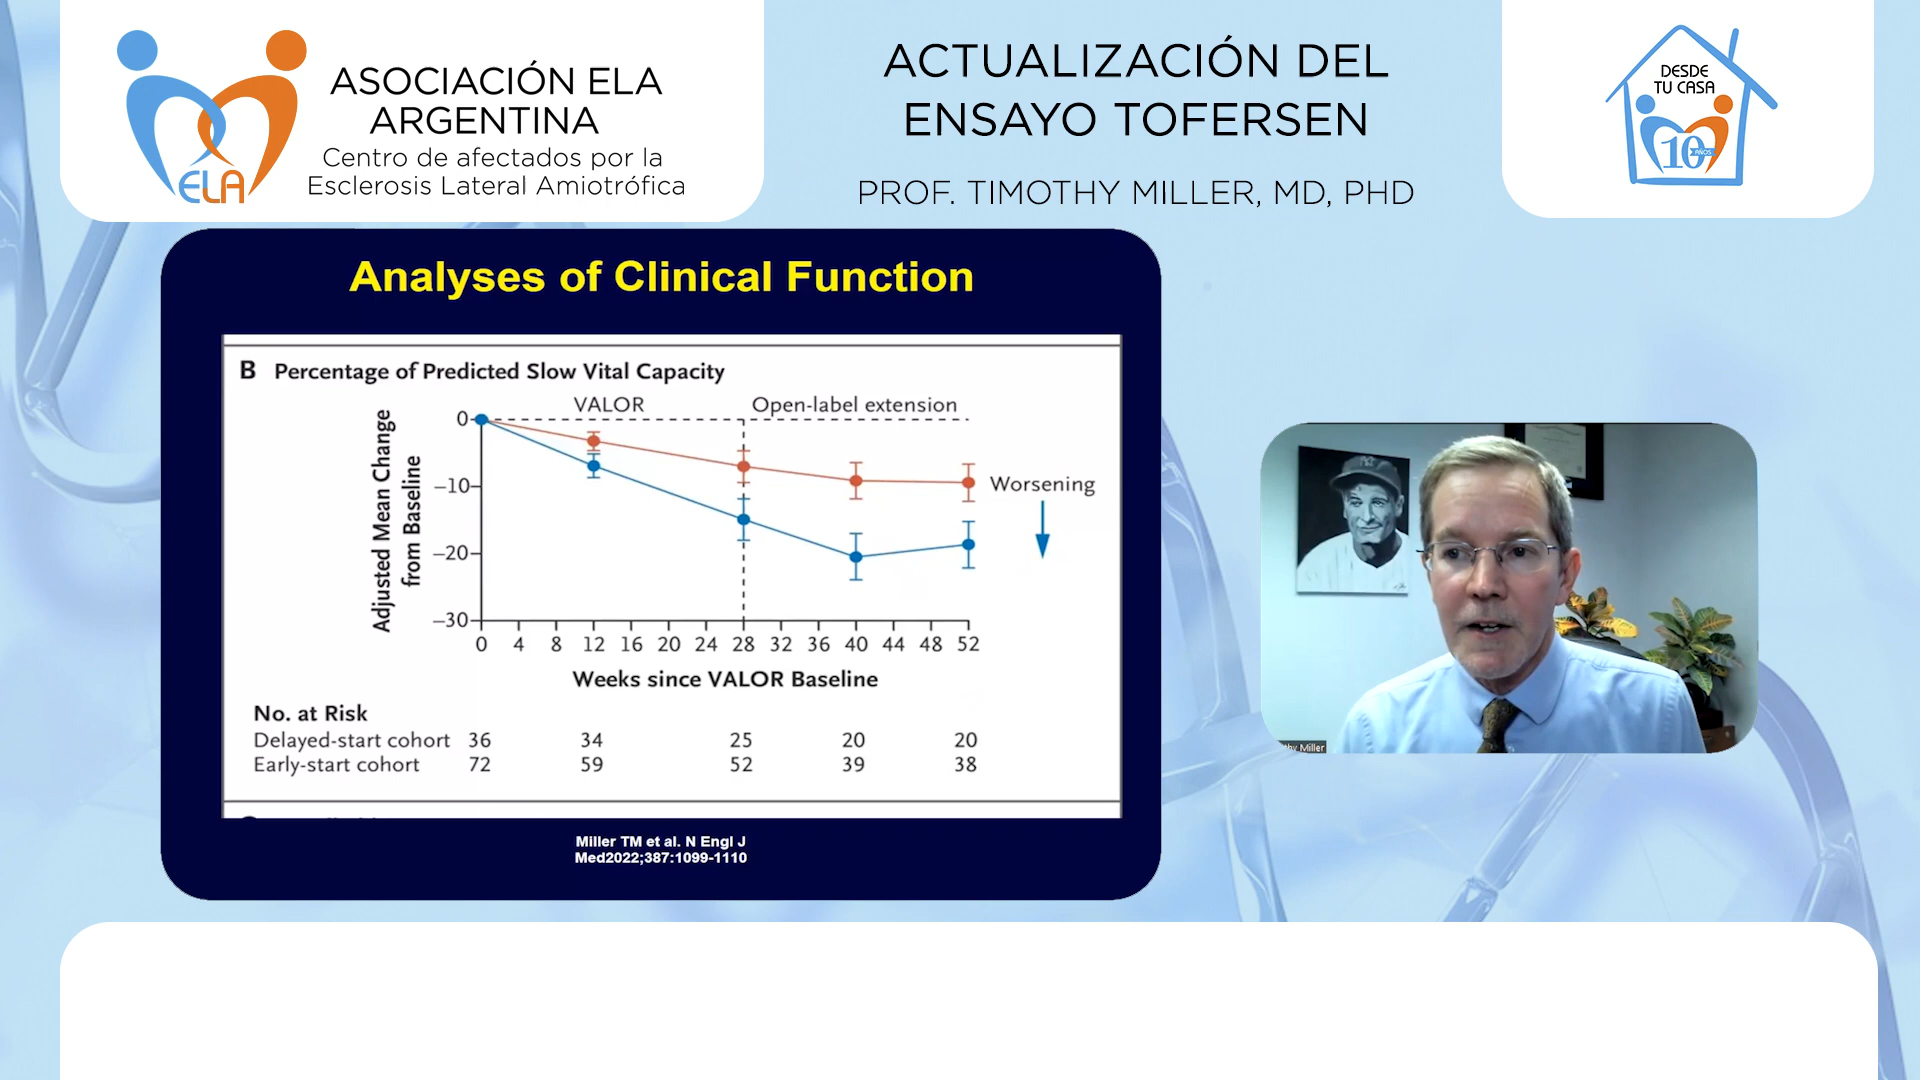 ASOCIACIÓN ELA
ARGENTINA
Centro de afectados por la
Esclerosis Lateral Amiotrófica
ELA
ACTUALIZACIÓN DEL
ENSAYO TOFERSEN
PROF. TIMOTHY MILLER, MD, PHD
DESDE
TU CASA
10
AÑOS
Analyses of Clinical Function
B Percentage of Predicted Slow Vital Capacity
VALOR Open-label extension
Adjusted Mean Change
from Baseline
0
–10
–20
–30
Worsening
0 4 8 12 16 20 24 28 32 36 40 44 48 52
Weeks since VALOR Baseline
No. at Risk
Delayed-start cohort 36 34 25 20 20
Early-start cohort 72 59 52 39 38
Miller TM et al. N Engl J
Med2022;387:1099-1110
Miller